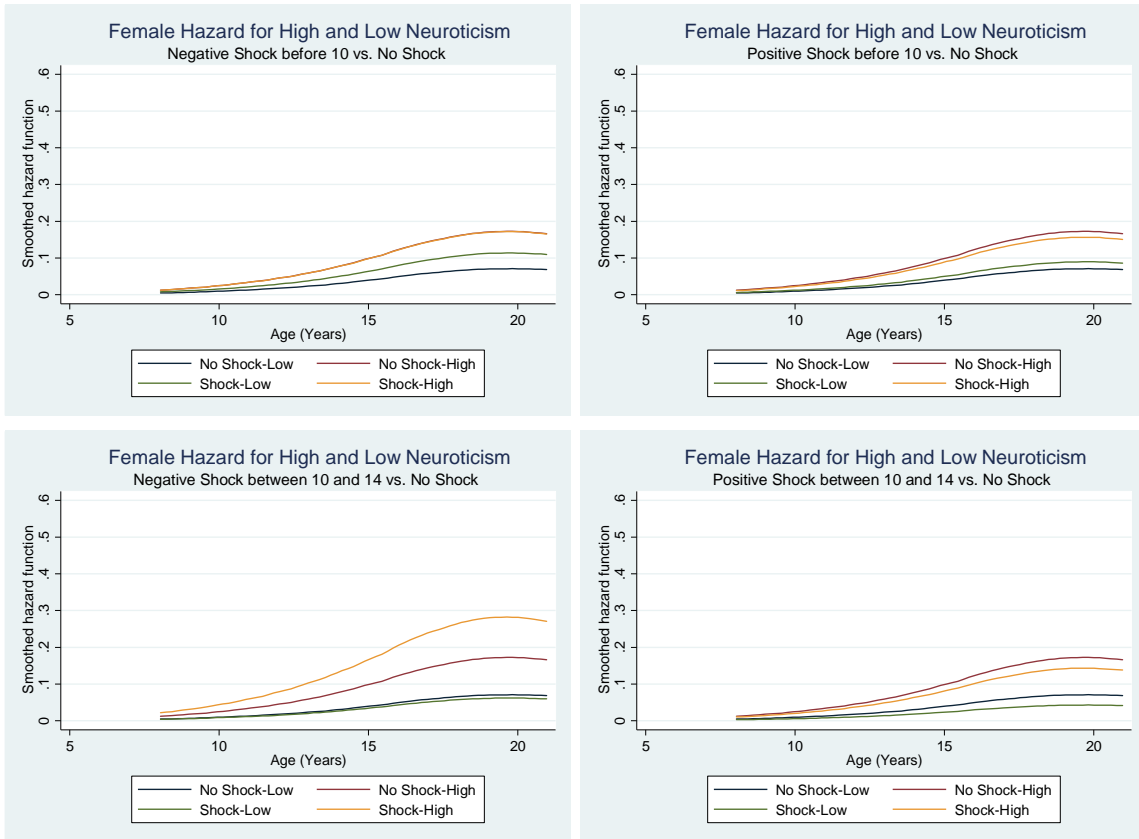 Female Hazard for High and Low Neuroticism
Negative Shock before 10 vs. No Shock
Smoothed hazard function
.6
.5
.4
.3
.2
.1
0
5 10 15 20
Age (Years)
No Shock-Low No Shock-High
Shock-Low Shock-High
Female Hazard for High and Low Neuroticism
Positive Shock before 10 vs. No Shock
Smoothed hazard function
.6
.5
.4
.3
.2
.1
0
5 10 15 20
Age (Years)
No Shock-Low No Shock-High
Shock-Low Shock-High
Female Hazard for High and Low Neuroticism
Negative Shock between 10 and 14 vs. No Shock
Smoothed hazard function
.6
.5
.4
.3
.2
.1
0
5 10 15 20
Age (Years)
No Shock-Low No Shock-High
Shock-Low Shock-High
Female Hazard for High and Low Neuroticism
Positive Shock between 10 and 14 vs. No Shock
Smoothed hazard function
.6
.5
.4
.3
.2
.1
0
5 10 15 20
Age (Years)
No Shock-Low No Shock-High
Shock-Low Shock-High